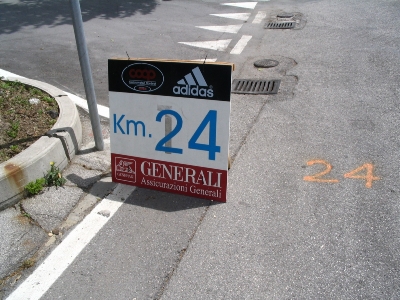 adidas
Km. 24
GENERALI
Assicurazioni Generali
24